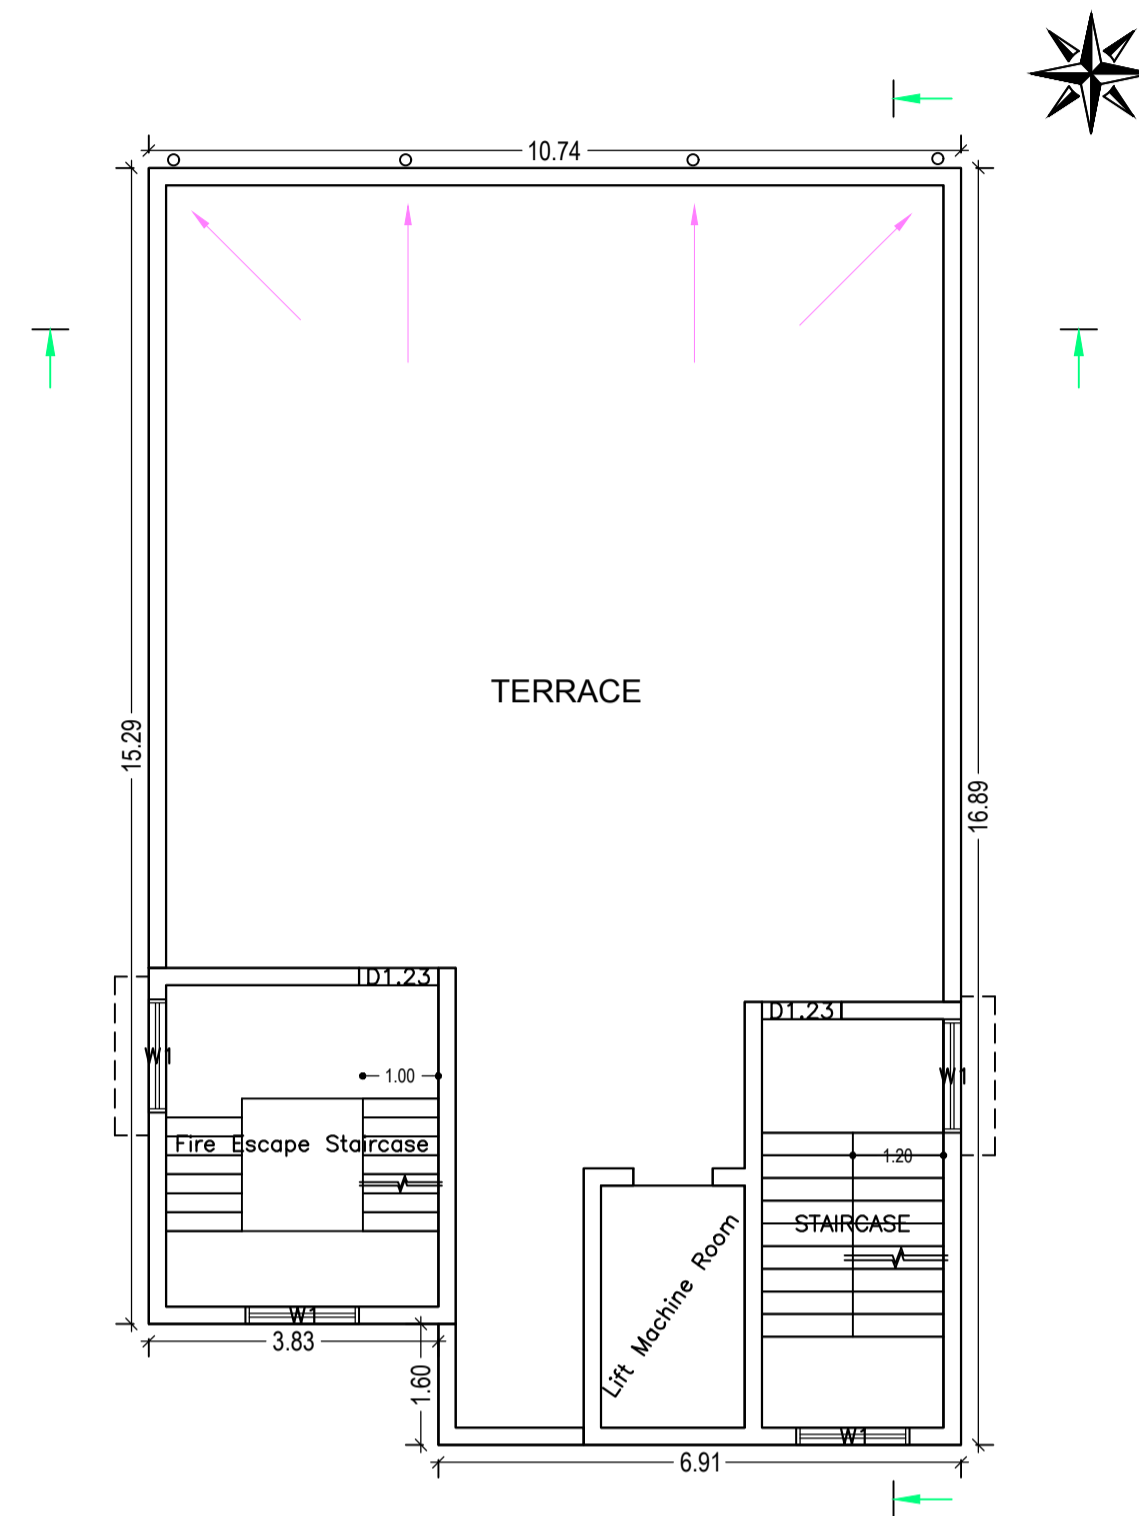 10.74
TERRACE
15.29
16.89
D1.23
D1.23
W1
1.00
W1
Fire Escape Staircase
1.20
STAIRCASE
Lift Machine Room
W1
3.83
1.60
W1
6.91